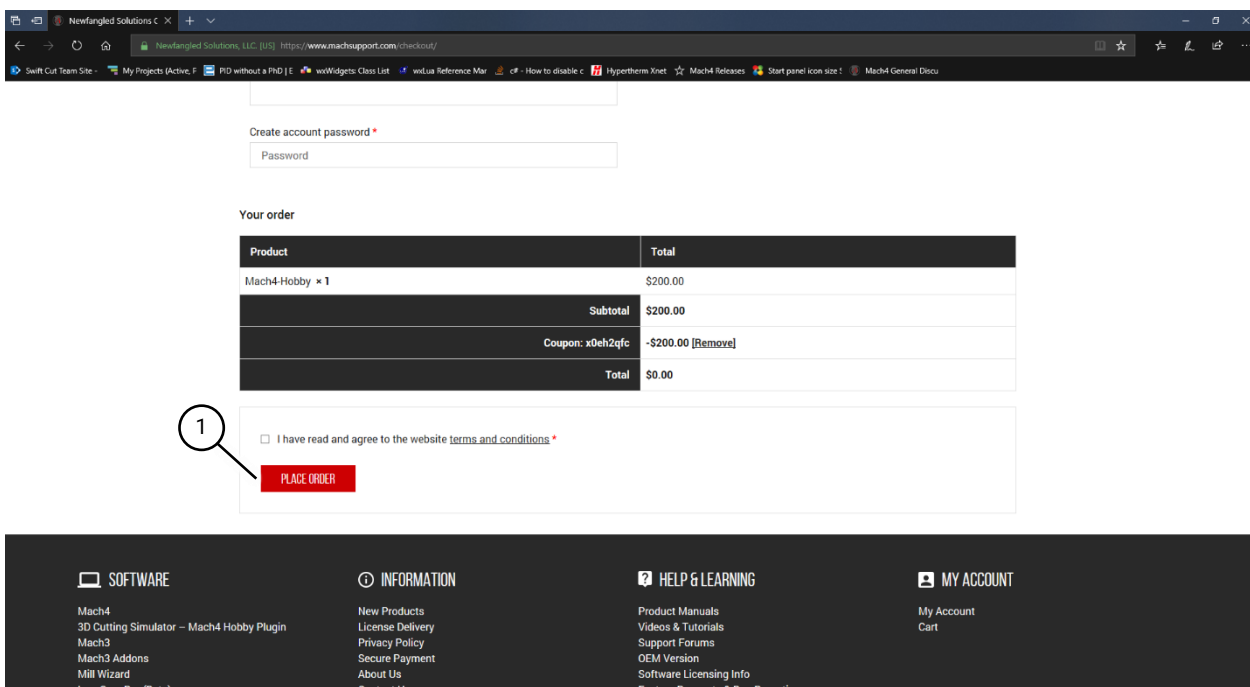 Newfangled Solutions C
Newfangled Solutions, LLC. [US] https://www.machsupport.com/checkout/
Swift Cut Team Site - My Projects (Active, F PID without a PhD | E wxWidgets: Class List wxLua Reference Mar c# - How to disable c Hypertherm Xnet Mach4 Releases Start panel icon size Mach4 General Discu
Create account password *
Password
Your order
Product Total
Mach4-Hobby × 1 $200.00
Subtotal $200.00
Coupon: x0eh2qfc -$200.00 [Remove]
Total $0.00
1
I have read and agree to the website terms and conditions *
PLACE ORDER
SOFTWARE INFORMATION HELP & LEARNING MY ACCOUNT
Mach4 New Products Product Manuals My Account
3D Cutting Simulator – Mach4 Hobby Plugin License Delivery Videos & Tutorials Cart
Mach3 Privacy Policy Support Forums
Mach3 Addons Secure Payment OEM Version
Mill Wizard About Us Software Licensing Info